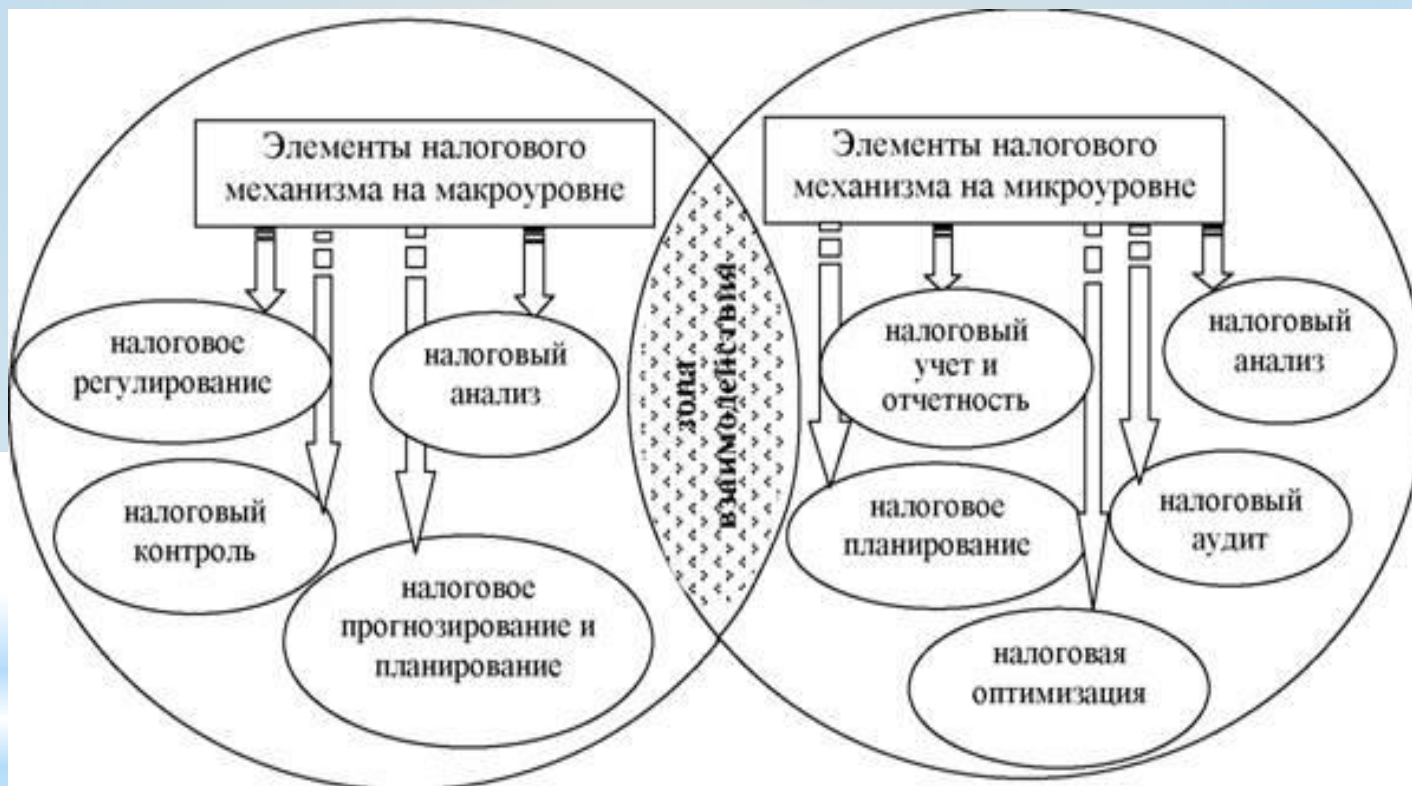 Элементы налогового
механизма на макроуровне
налоговое
регулирование
налоговый
анализ
налоговый
контроль
налоговое
прогнозирование и
планирование
зона
взаимодействия
Элементы налогового
механизма на микроуровне
налоговый
учет и
отчетность
налоговый
анализ
налоговое
планирование
налоговый
аудит
налоговая
оптимизация